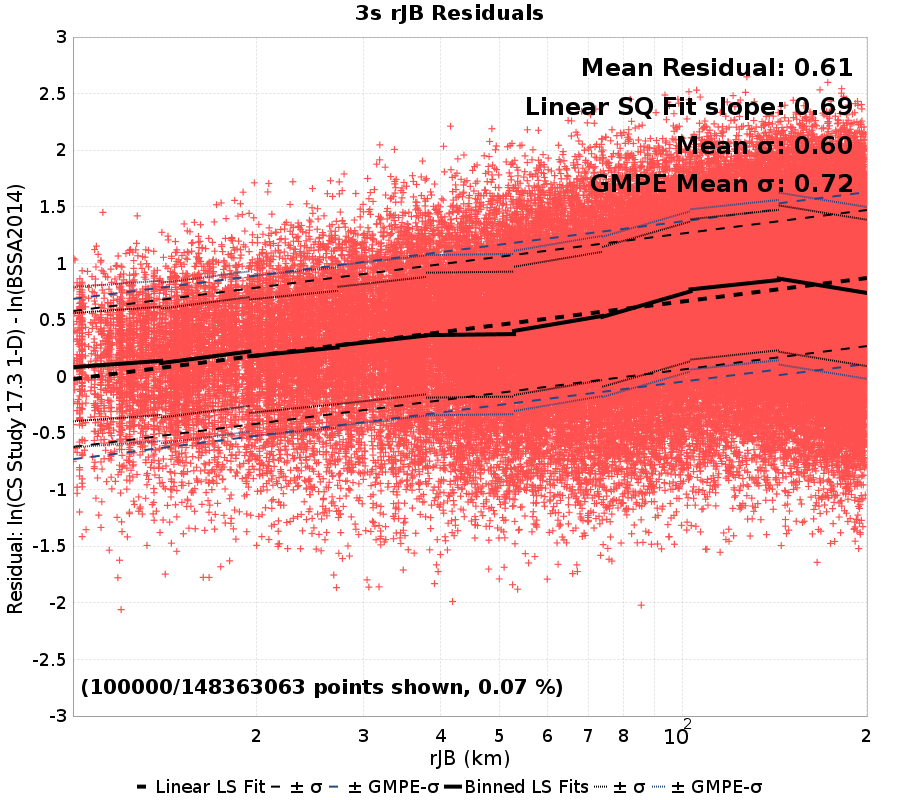 3s rJB Residuals
Mean Residual: 0.61
Linear SQ Fit slope: 0.69
Mean σ: 0.60
GMPE Mean σ: 0.72
3
2.5
2
1.5
1
0.5
0
-0.5
-1
-1.5
-2
-2.5
-3
Residual: ln(CS Study 17.3 1-D) - ln(BSSA2014)
(100000/148363063 points shown, 0.07 %)
2 3 4 5 6 7 8 10² 2
rJB (km)
Linear LS Fit ± σ ± GMPE-σ Binned LS Fits ± σ ± GMPE-σ